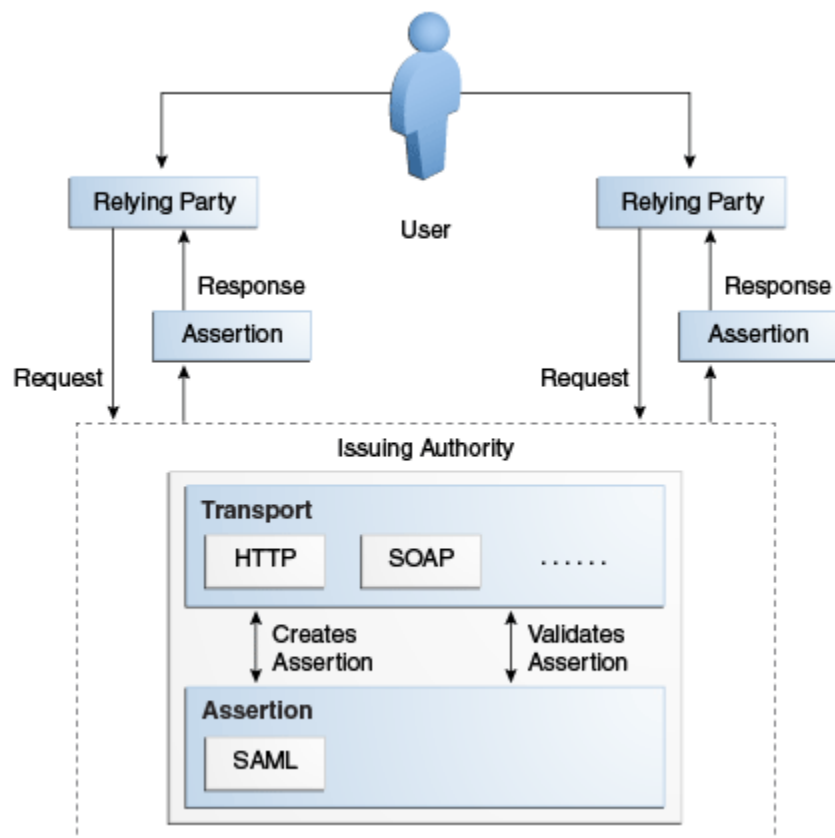 Relying Party
Relying Party
User
Response
Response
Assertion
Assertion
Request
Request
Issuing Authority
Transport
HTTP
SOAP
......
Creates
Assertion
Validates
Assertion
Assertion
SAML